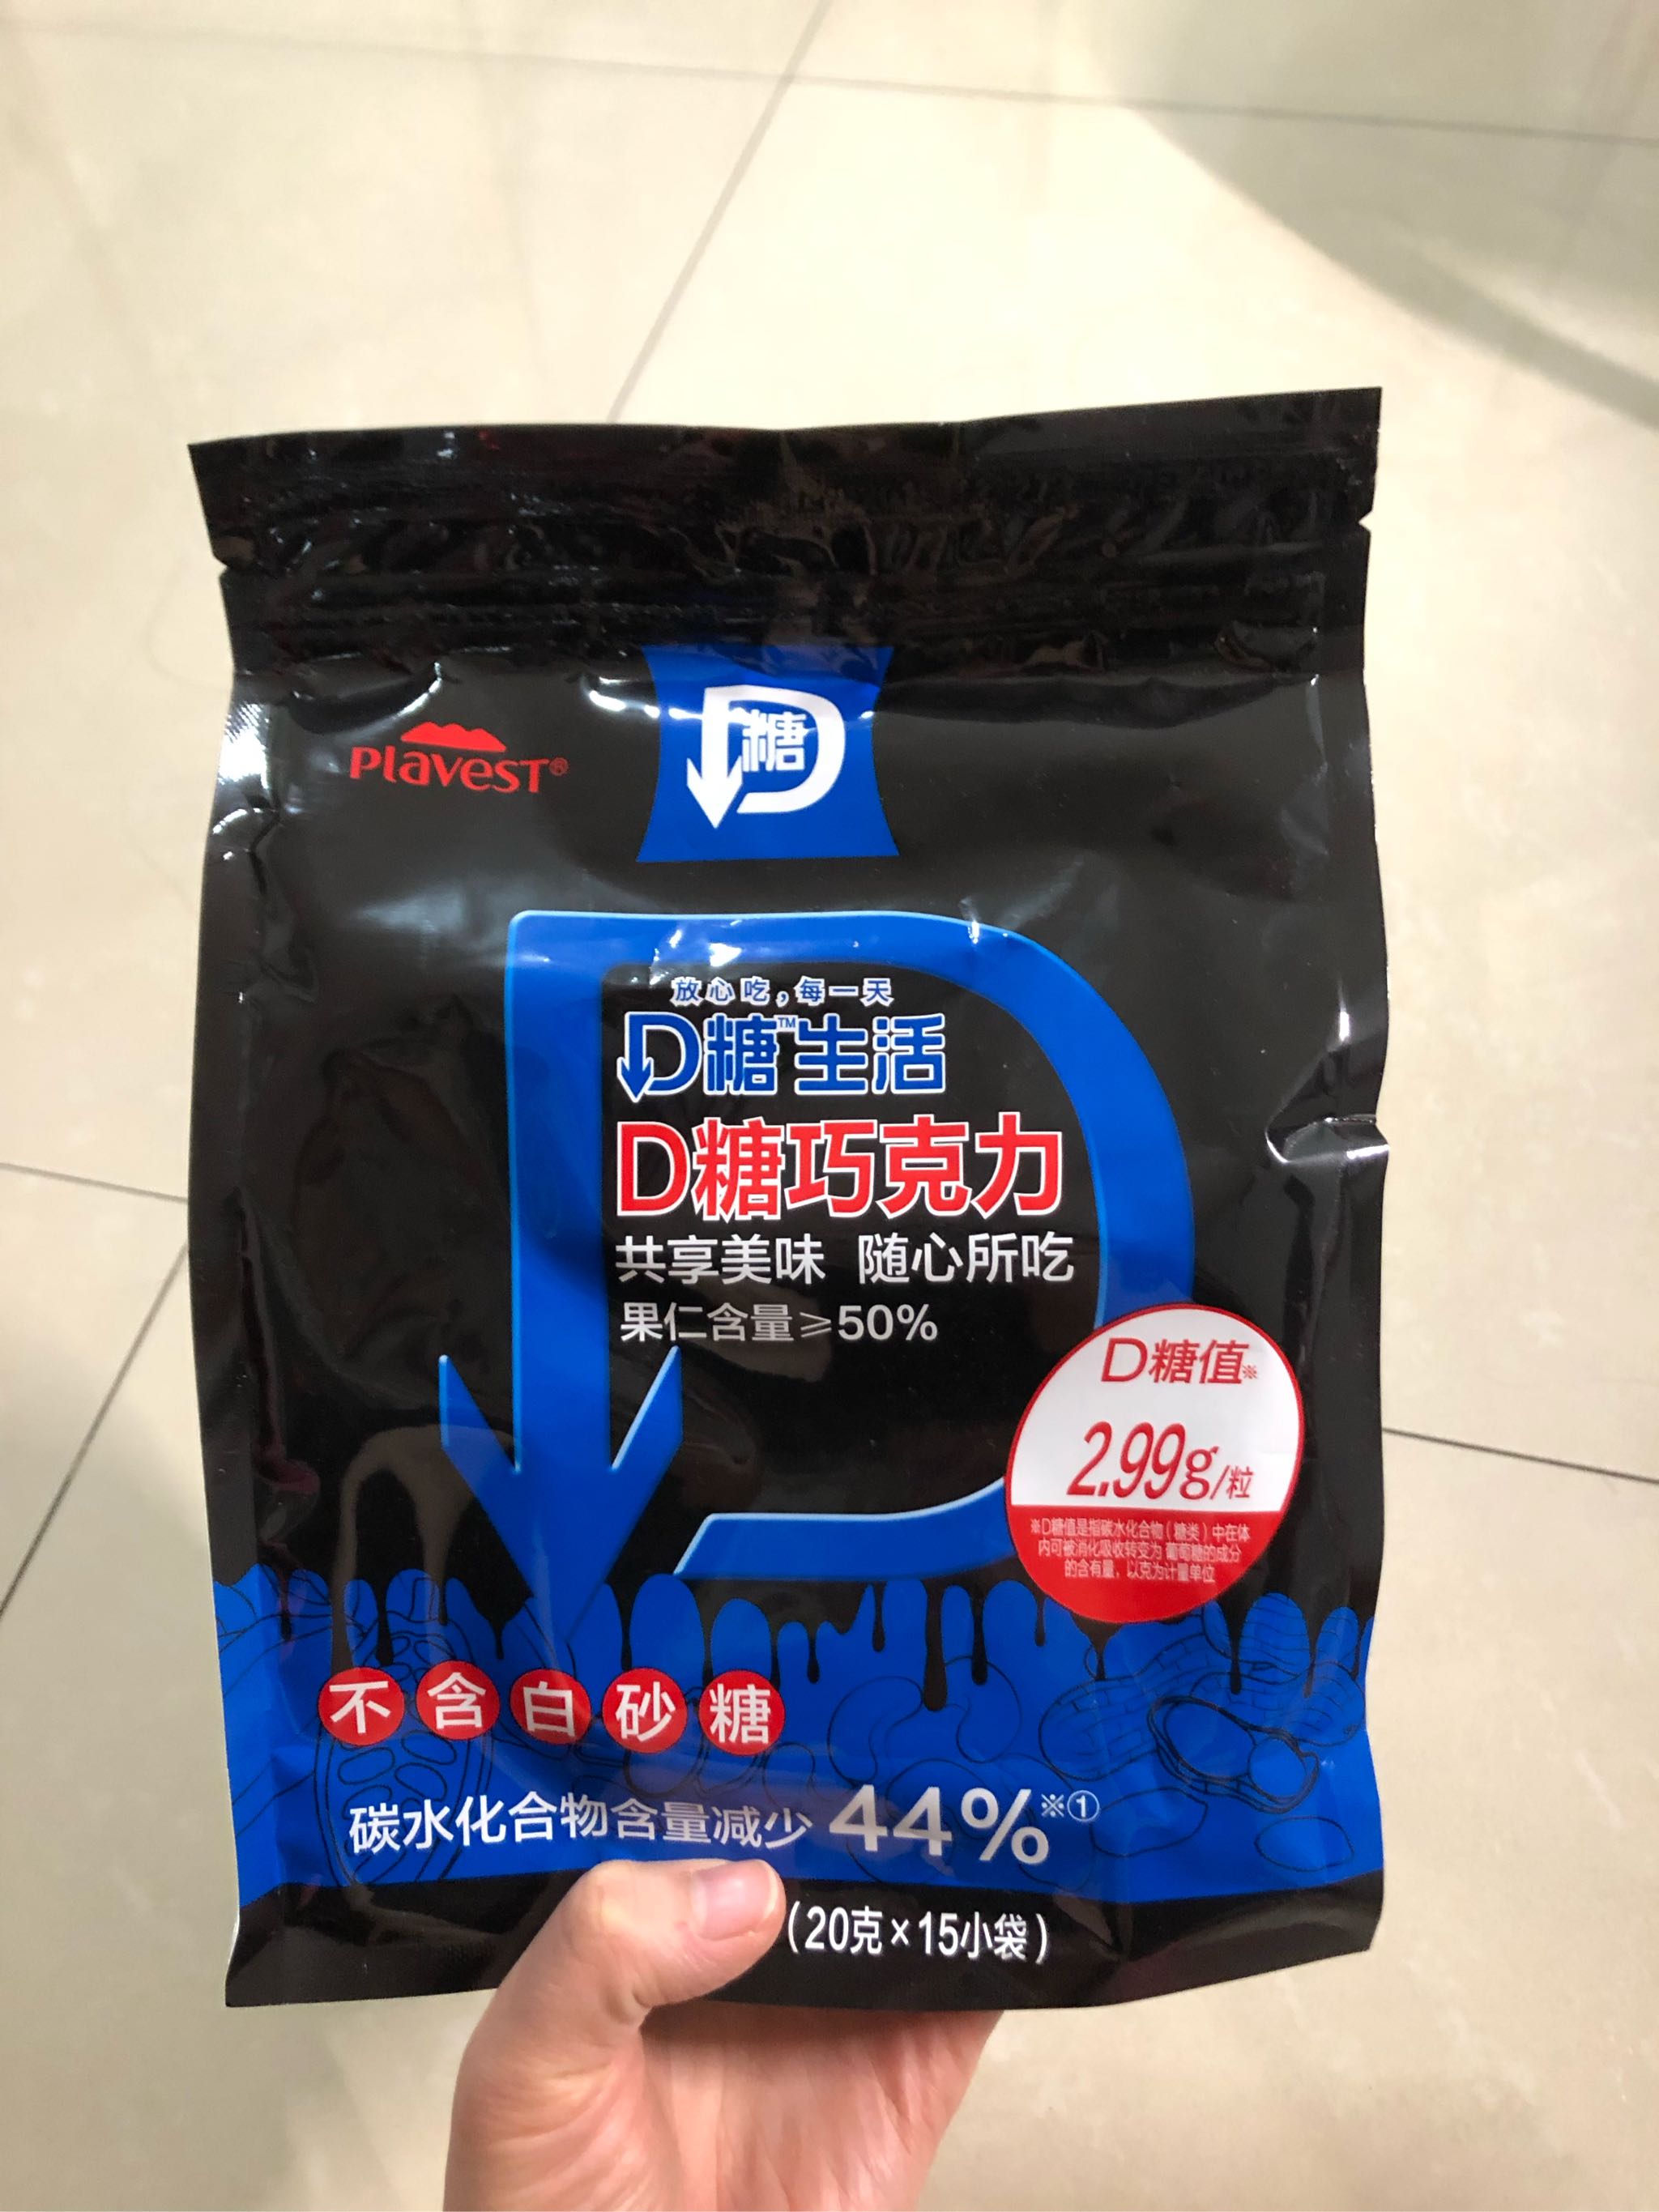 Plavest®
D糖
放心吃，每一天
D糖™生活
D糖巧克力
共享美味 随心所吃
果仁含量≥50%
D糖值※
2.99g/粒
※D糖值是指碳水化合物（糖类）中在体
内可被消化吸收转变为葡萄糖的成分
的含有量，以克为计量单位
不含白砂糖
碳水化合物含量减少44%※①
（20克×15小袋）